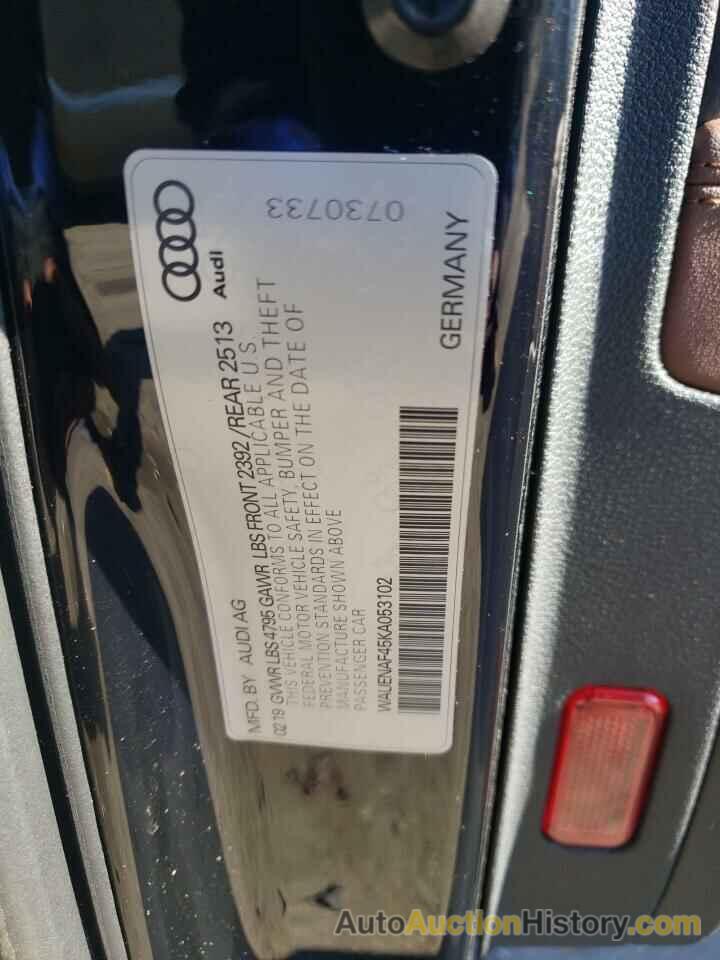 Audi
0730733
MFD. BY AUDI AG
02 19 GVWR LBS 4795 GAWR LBS FRONT 2392 / REAR 2513
THIS VEHICLE CONFORMS TO ALL APPLICABLE U S
FEDERAL MOTOR VEHICLE SAFETY, BUMPER AND THEFT
PREVENTION STANDARDS IN EFFECT ON THE DATE OF
MANUFACTURE SHOWN ABOVE
PASSENGER CAR
WAUENAF45KA053102
GERMANY
AutoAuctionHistory.com